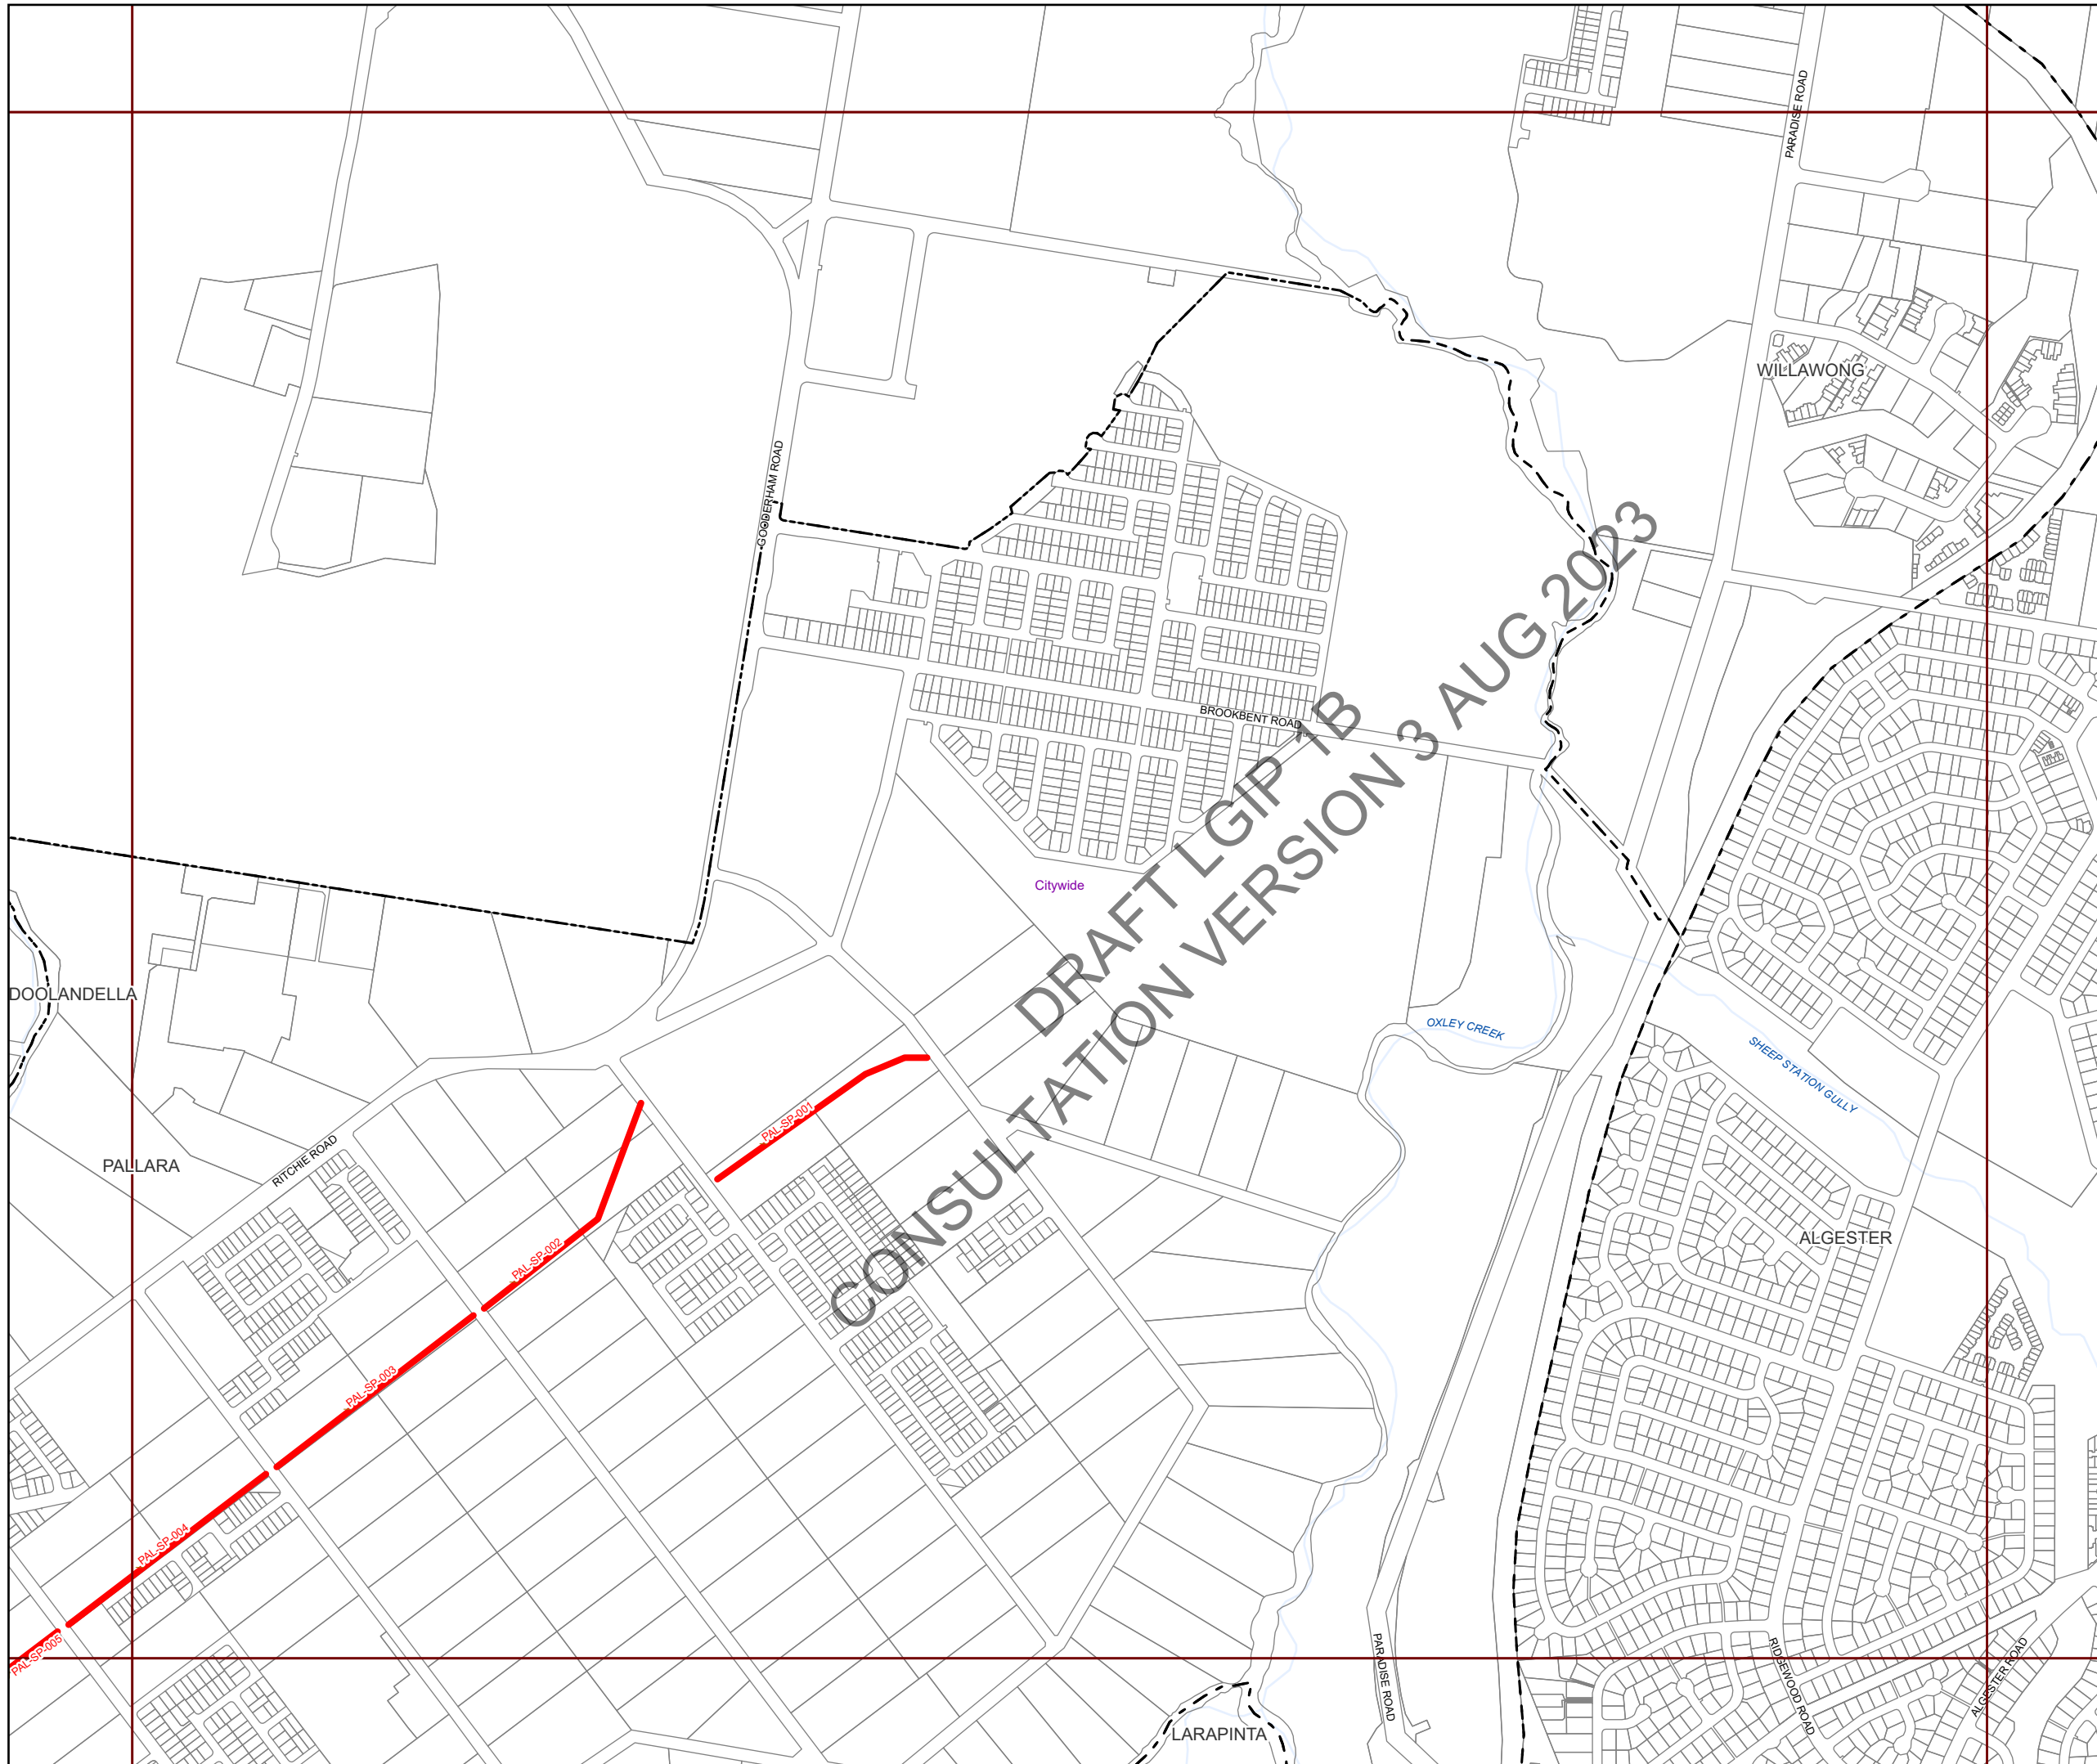 PARADISE ROAD
WILLAWONG
GOODERHAM ROAD
BROOKBENT ROAD
Citywide
DRAFT LGIP 1B
CONSULTATION VERSION 3 AUG 2023
DOOLANDELLA
OXLEY CREEK
SHEEP STATION GULLY
PAL-SP-001
RITCHIE ROAD
PALLARA
PAL-SP-002
ALGESTER
PAL-SP-003
PAL-SP-004
PAL-SP-005
PARADISE ROAD
RIDGEWOOD ROAD
ALGESTER ROAD
LARAPINTA